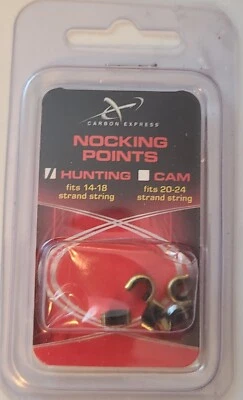 CARBON EXPRESS
NOCKING
POINTS
HUNTING CAM
fits 14-18 fits 20-24
strand string strand string